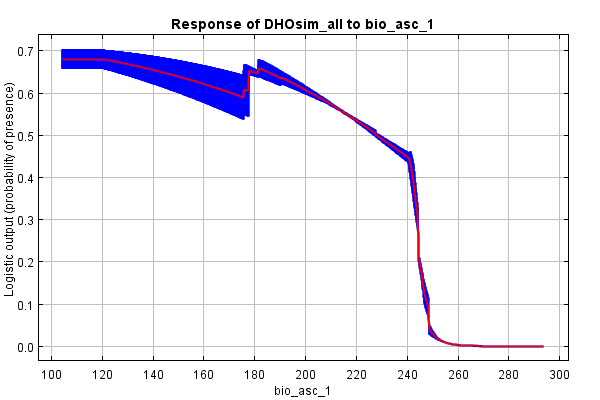 Response of DHOsim_all to bio_asc_1
Logistic output (probability of presence)
0.7
0.6
0.5
0.4
0.3
0.2
0.1
0.0
100 120 140 160 180 200 220 240 260 280 300
bio_asc_1